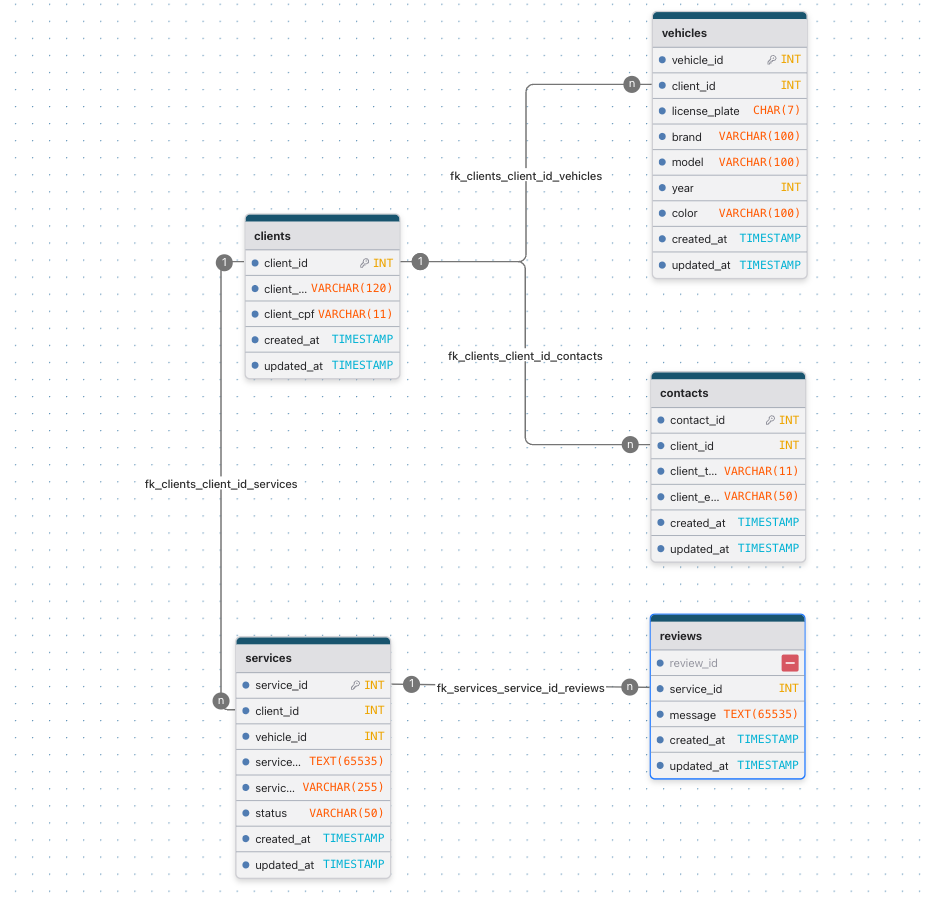 vehicles
vehicle_id INT
n client_id INT
license_plate CHAR(7)
brand VARCHAR(100)
model VARCHAR(100)
year INT
color VARCHAR(100)
created_at TIMESTAMP
updated_at TIMESTAMP
fk_clients_client_id_vehicles
clients
1 client_id INT 1
client_... VARCHAR(120)
client_cpf VARCHAR(11)
created_at TIMESTAMP
updated_at TIMESTAMP
fk_clients_client_id_contacts
contacts
contact_id INT
n client_id INT
client_t... VARCHAR(11)
client_e... VARCHAR(50)
created_at TIMESTAMP
updated_at TIMESTAMP
fk_clients_client_id_services
services
service_id INT 1
n client_id INT
vehicle_id INT
service... TEXT(65535)
servic... VARCHAR(255)
status VARCHAR(50)
created_at TIMESTAMP
updated_at TIMESTAMP
fk_services_service_id_reviews
reviews
review_id
n service_id INT
message TEXT(65535)
created_at TIMESTAMP
updated_at TIMESTAMP